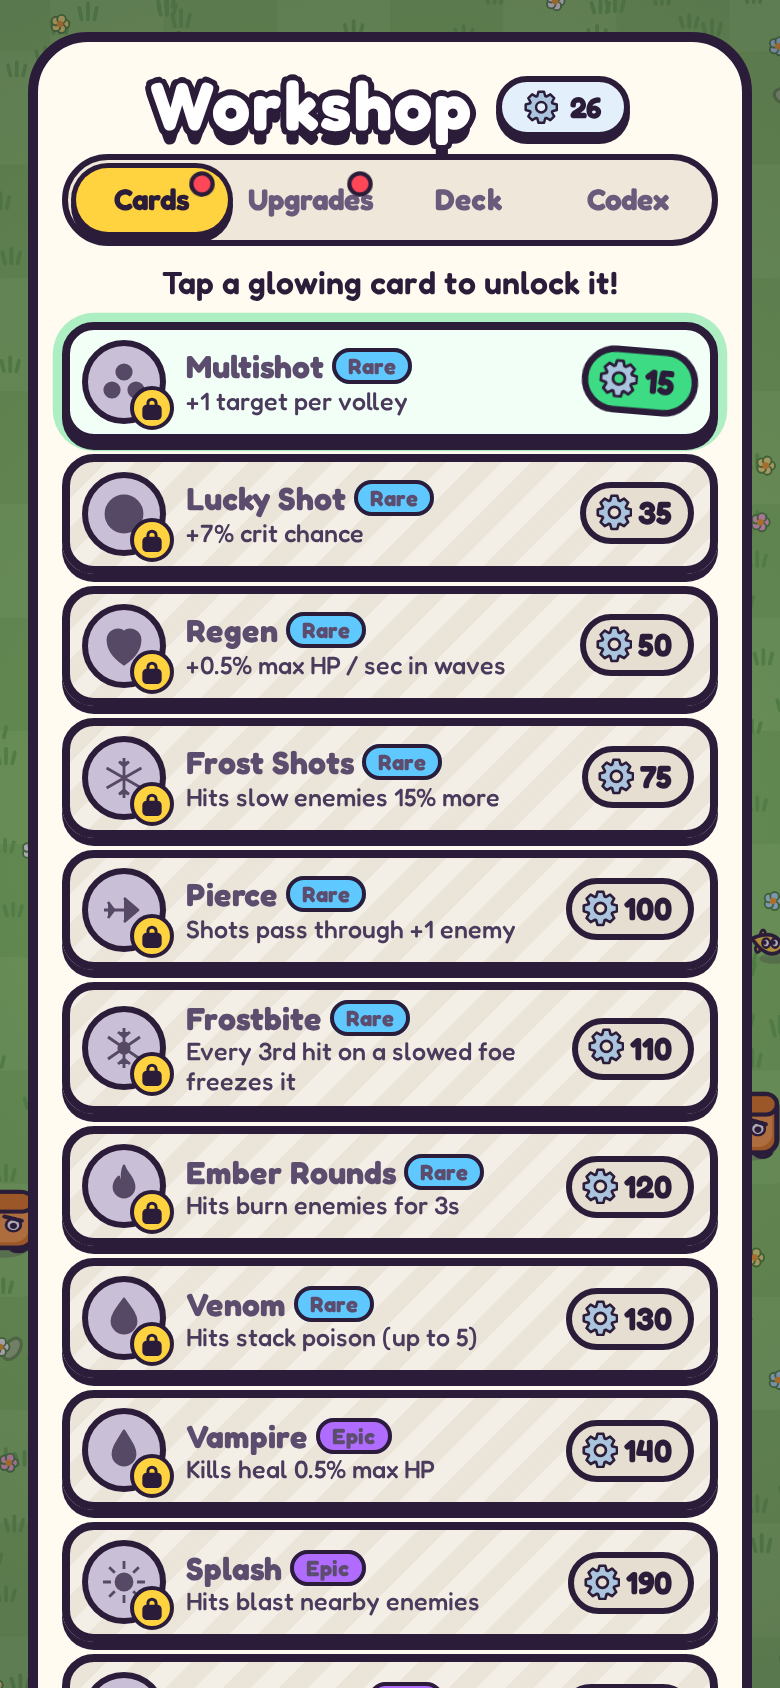 Workshop
26
Cards Upgrades Deck Codex
Tap a glowing card to unlock it!
Multishot Rare
+1 target per volley
15
Lucky Shot Rare
+7% crit chance
35
Regen Rare
+0.5% max HP / sec in waves
50
Frost Shots Rare
Hits slow enemies 15% more
75
Pierce Rare
Shots pass through +1 enemy
100
Frostbite Rare
Every 3rd hit on a slowed foe
freezes it
110
Ember Rounds Rare
Hits burn enemies for 3s
120
Venom Rare
Hits stack poison (up to 5)
130
Vampire Epic
Kills heal 0.5% max HP
140
Splash Epic
Hits blast nearby enemies
190